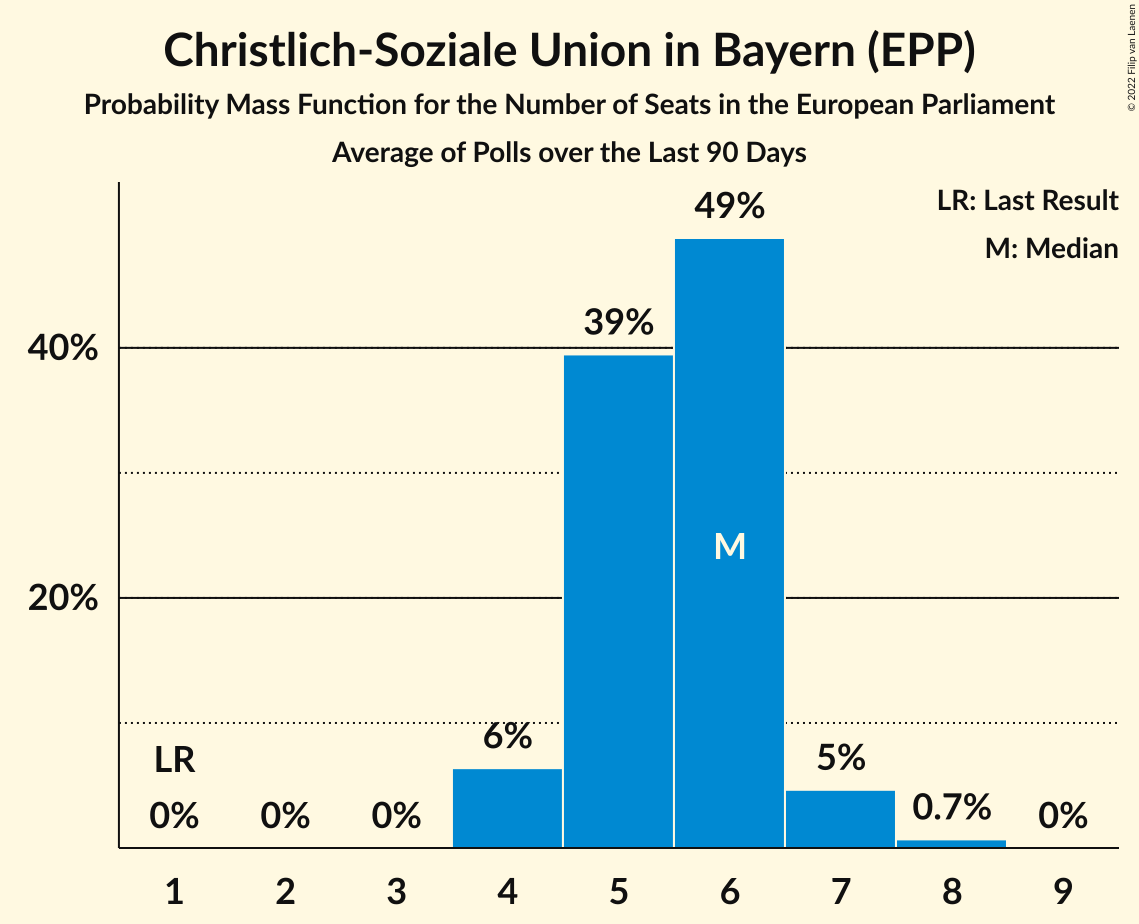 Christlich-Soziale Union in Bayern (EPP)
Probability Mass Function for the Number of Seats in the European Parliament
Average of Polls over the Last 90 Days
© 2022 Filip van Laenen
LR: Last Result
M: Median
49%
39%
40%
M
20%
6%
LR
5%
0% 0% 0% 0.7% 0%
1 2 3 4 5 6 7 8 9